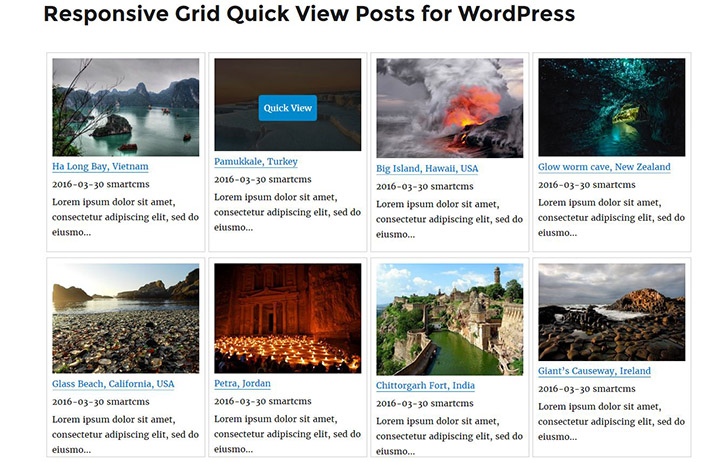 Responsive Grid Quick View Posts for WordPress
Ha Long Bay, Vietnam
2016-03-30 smartcms
Lorem ipsum dolor sit amet,
consectetur adipiscing elit, sed do
eiusmo...
Quick View
Pamukkale, Turkey
2016-03-30 smartcms
Lorem ipsum dolor sit amet,
consectetur adipiscing elit, sed do
eiusmo...
Big Island, Hawaii, USA
2016-03-30 smartcms
Lorem ipsum dolor sit amet,
consectetur adipiscing elit, sed do
eiusmo...
Glow worm cave, New Zealand
2016-03-30 smartcms
Lorem ipsum dolor sit amet,
consectetur adipiscing elit, sed do
eiusmo...
Glass Beach, California, USA
2016-03-30 smartcms
Lorem ipsum dolor sit amet,
consectetur adipiscing elit, sed do
eiusmo...
Petra, Jordan
2016-03-30 smartcms
Lorem ipsum dolor sit amet,
consectetur adipiscing elit, sed do
eiusmo...
Chittorgarh Fort, India
2016-03-30 smartcms
Lorem ipsum dolor sit amet,
consectetur adipiscing elit, sed do
eiusmo...
Giant's Causeway, Ireland
2016-03-30 smartcms
Lorem ipsum dolor sit amet,
consectetur adipiscing elit, sed do
eiusmo...